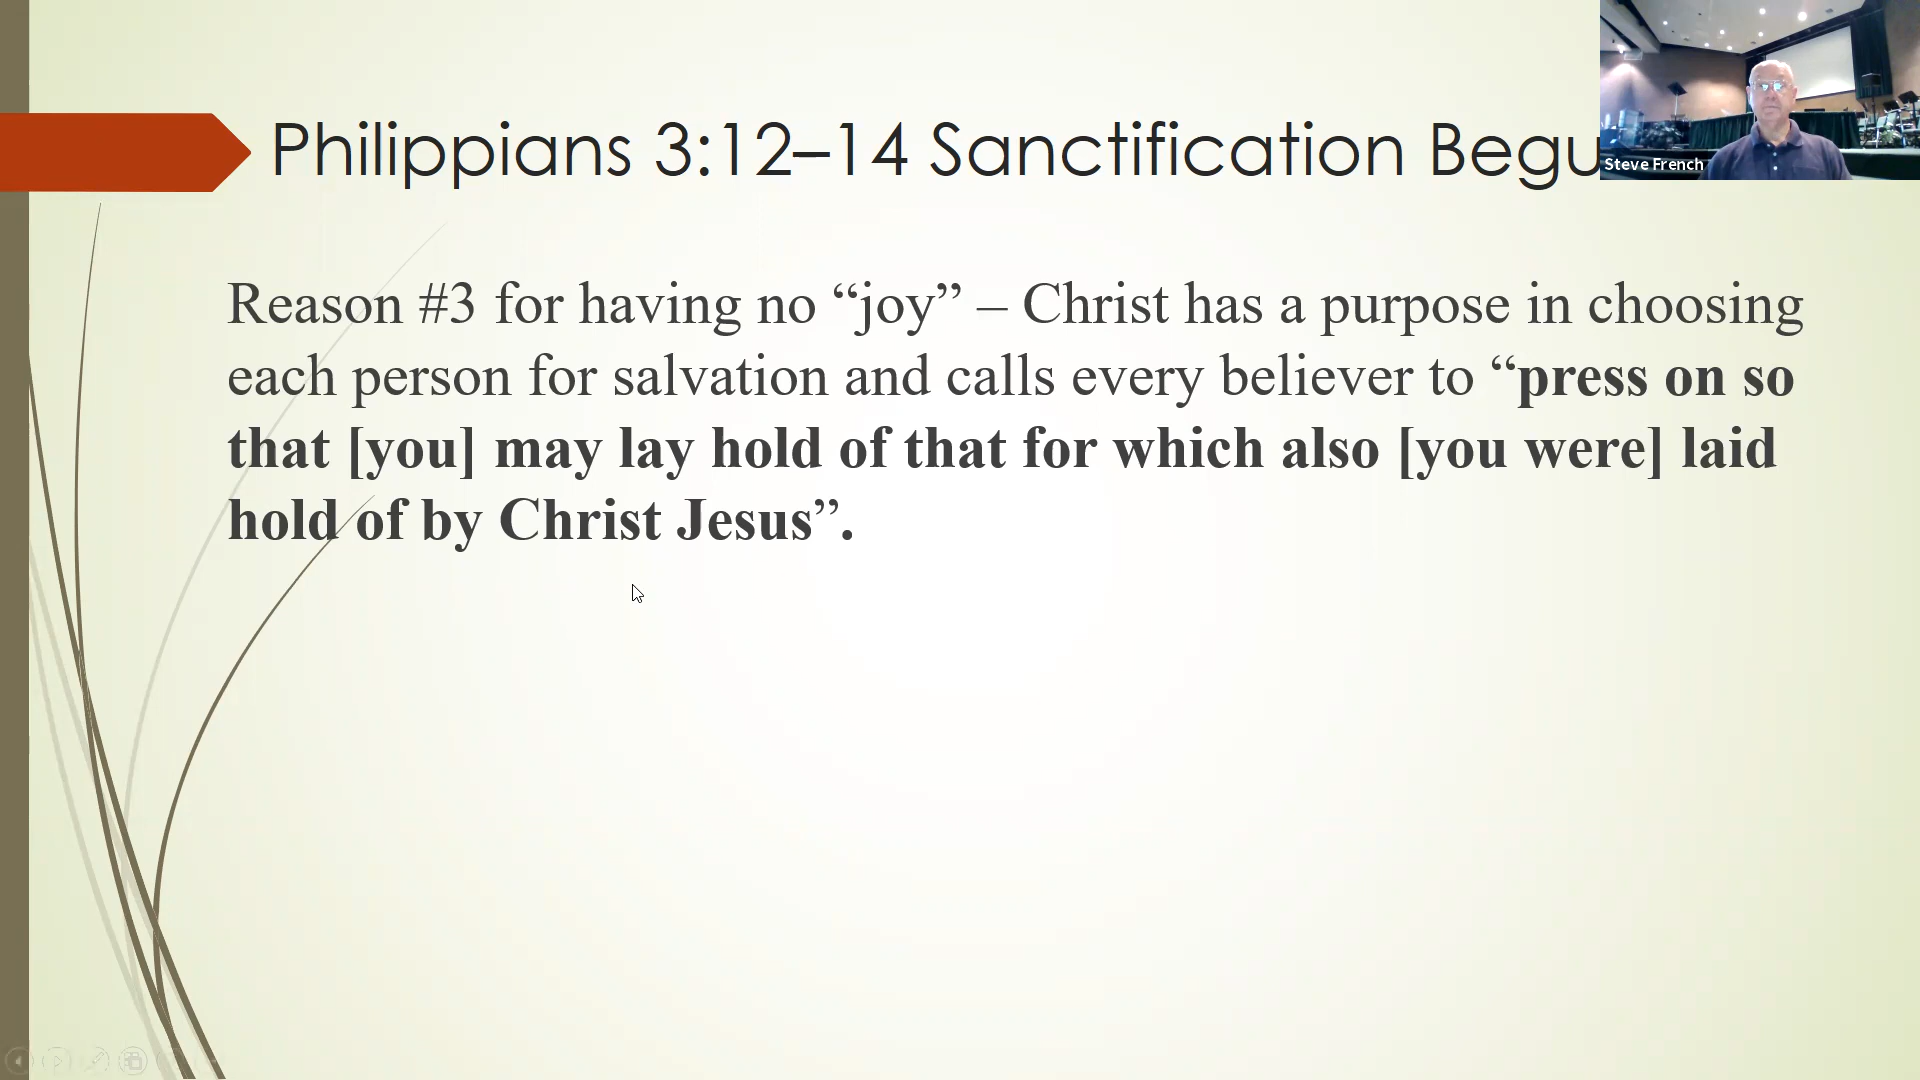 Philippians 3:12–14 Sanctification Begu
Steve French
Reason #3 for having no “joy” – Christ has a purpose in choosing
each person for salvation and calls every believer to “press on so
that [you] may lay hold of that for which also [you were] laid
hold of by Christ Jesus”.